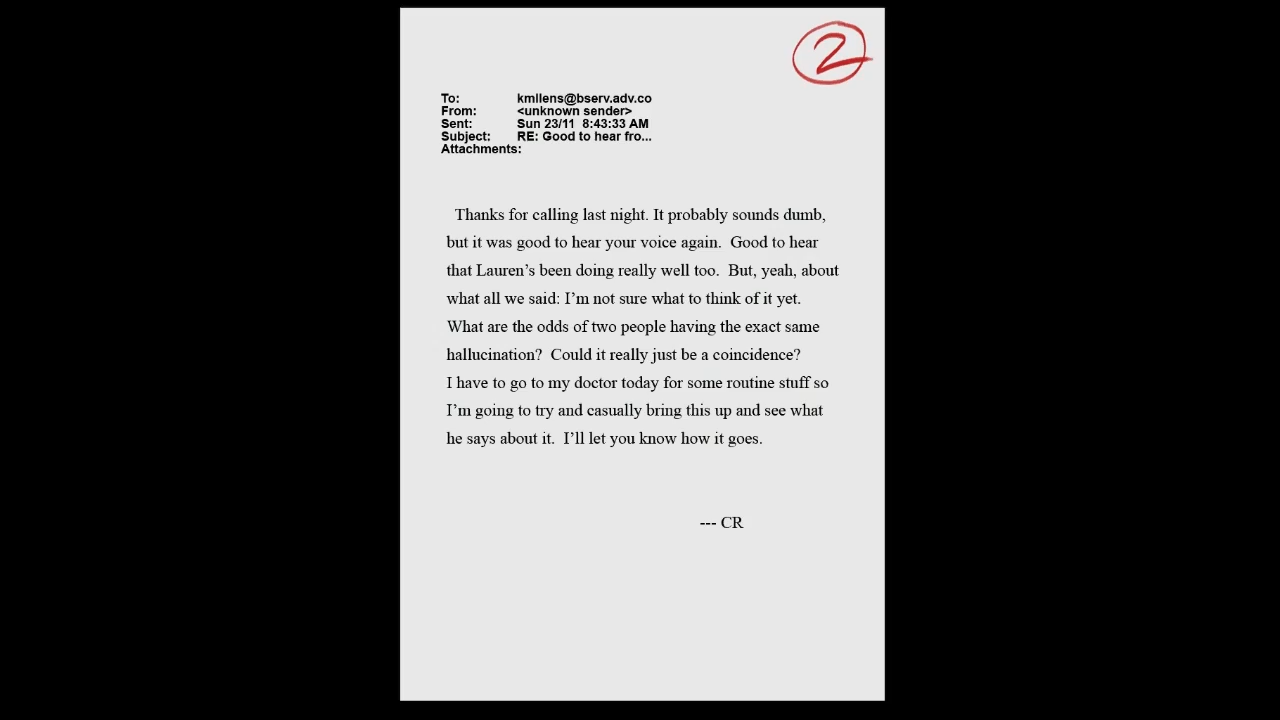 2
To: kmllens@bserv.adv.co
From: <unknown sender>
Sent: Sun 23/11 8:43:33 AM
Subject: RE: Good to hear fro...
Attachments:
Thanks for calling last night. It probably sounds dumb,
but it was good to hear your voice again. Good to hear
that Lauren’s been doing really well too. But, yeah, about
what all we said: I’m not sure what to think of it yet.
What are the odds of two people having the exact same
hallucination? Could it really just be a coincidence?
I have to go to my doctor today for some routine stuff so
I’m going to try and casually bring this up and see what
he says about it. I’ll let you know how it goes.
--- CR